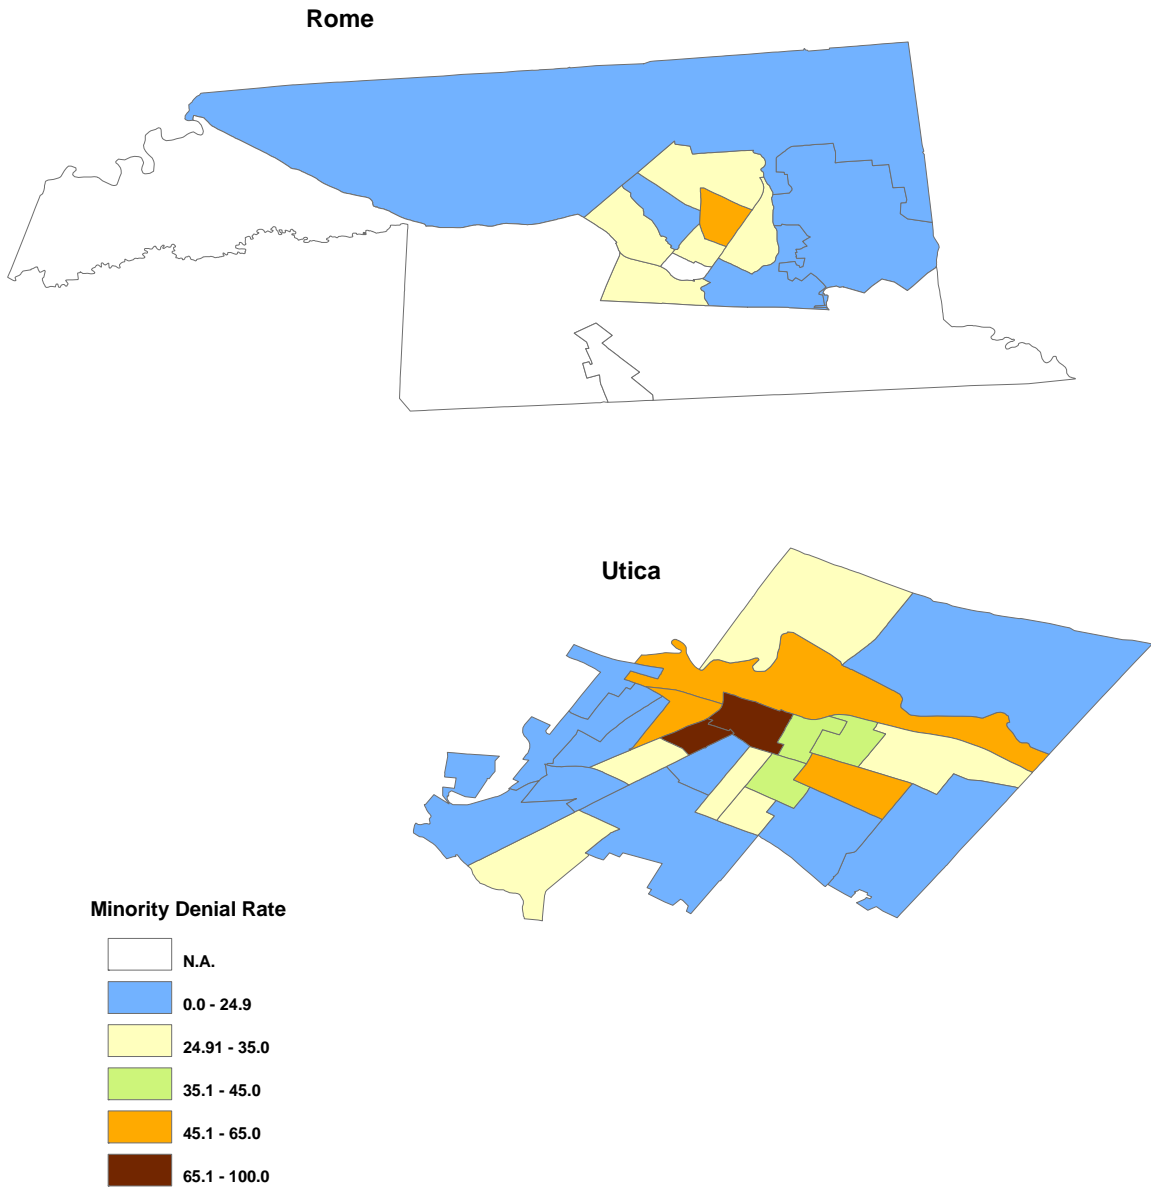 Rome
Utica
Minority Denial Rate
N.A.
0.0 - 24.9
24.91 - 35.0
35.1 - 45.0
45.1 - 65.0
65.1 - 100.0